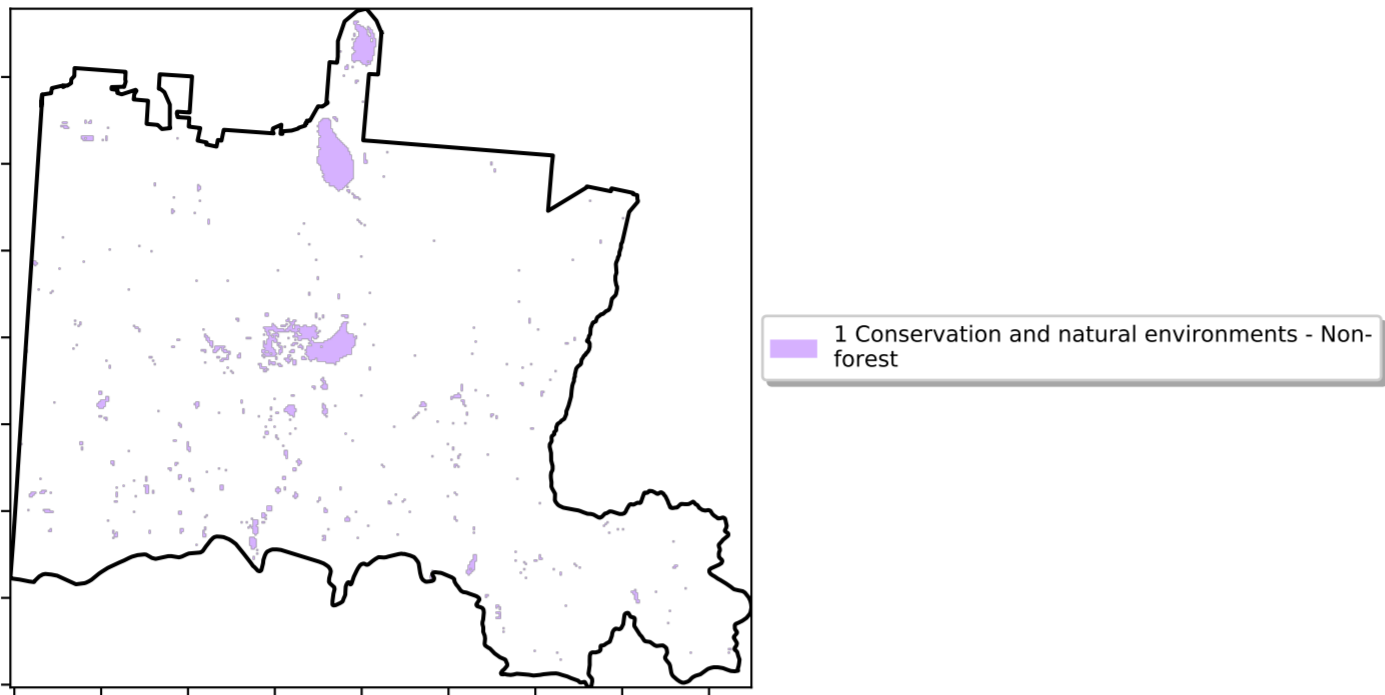 1 Conservation and natural environments - Non-
forest